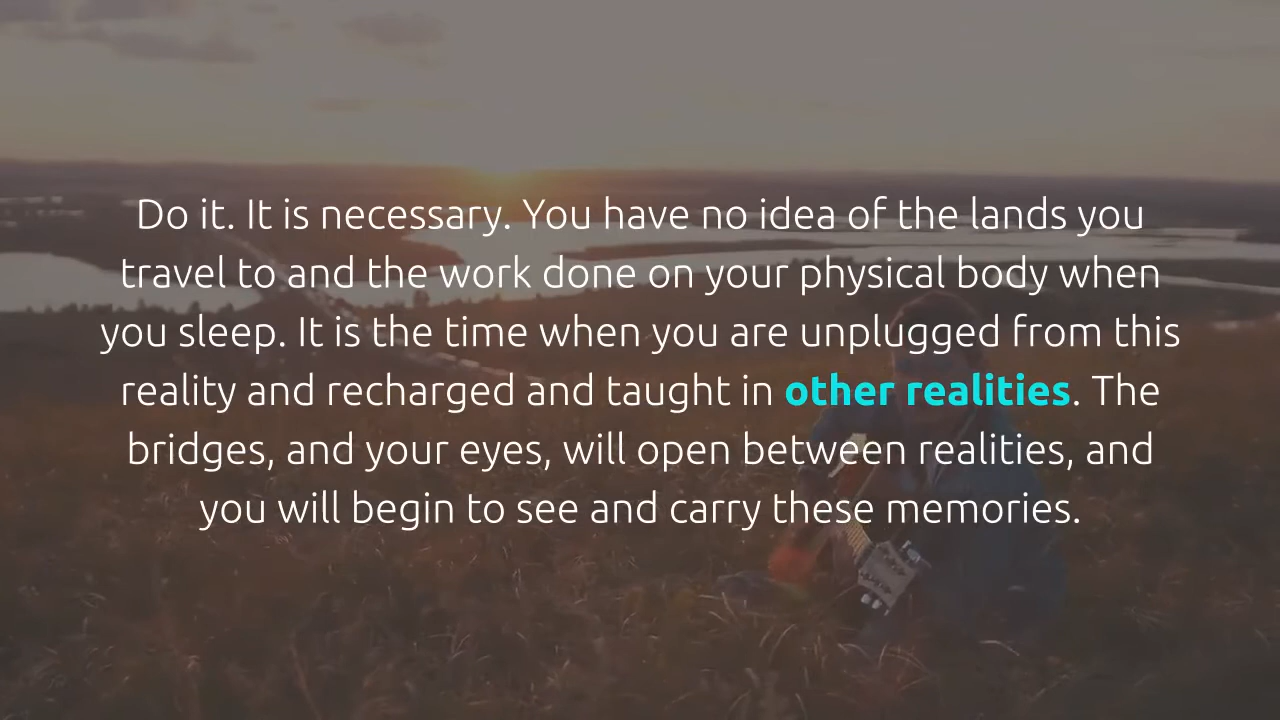 Do it. It is necessary. You have no idea of the lands you
travel to and the work done on your physical body when
you sleep. It is the time when you are unplugged from this
reality and recharged and taught in other realities. The
bridges, and your eyes, will open between realities, and
you will begin to see and carry these memories.